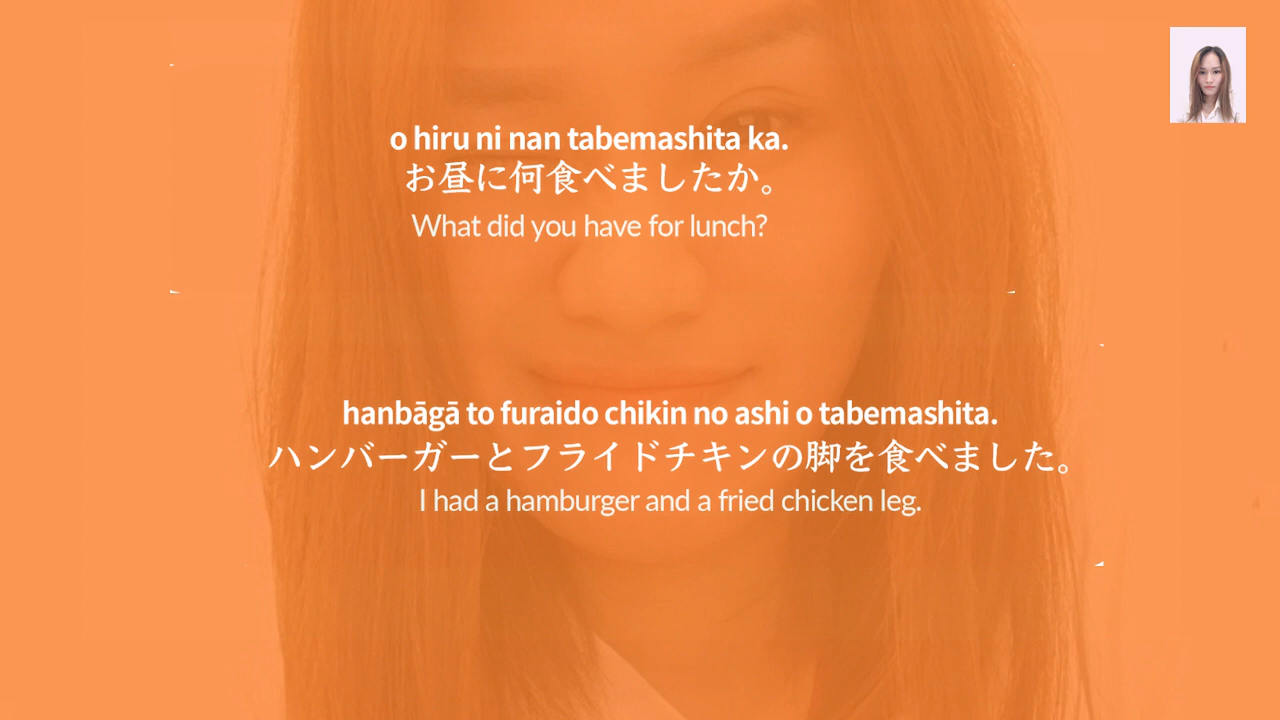 o hiru ni nan tabemashita ka.
お昼に何食べましたか。
What did you have for lunch?
hanbāgā to furaido chikin no ashi o tabemashita.
ハンバーガーとフライドチキンの脚を食べました。
I had a hamburger and a fried chicken leg.